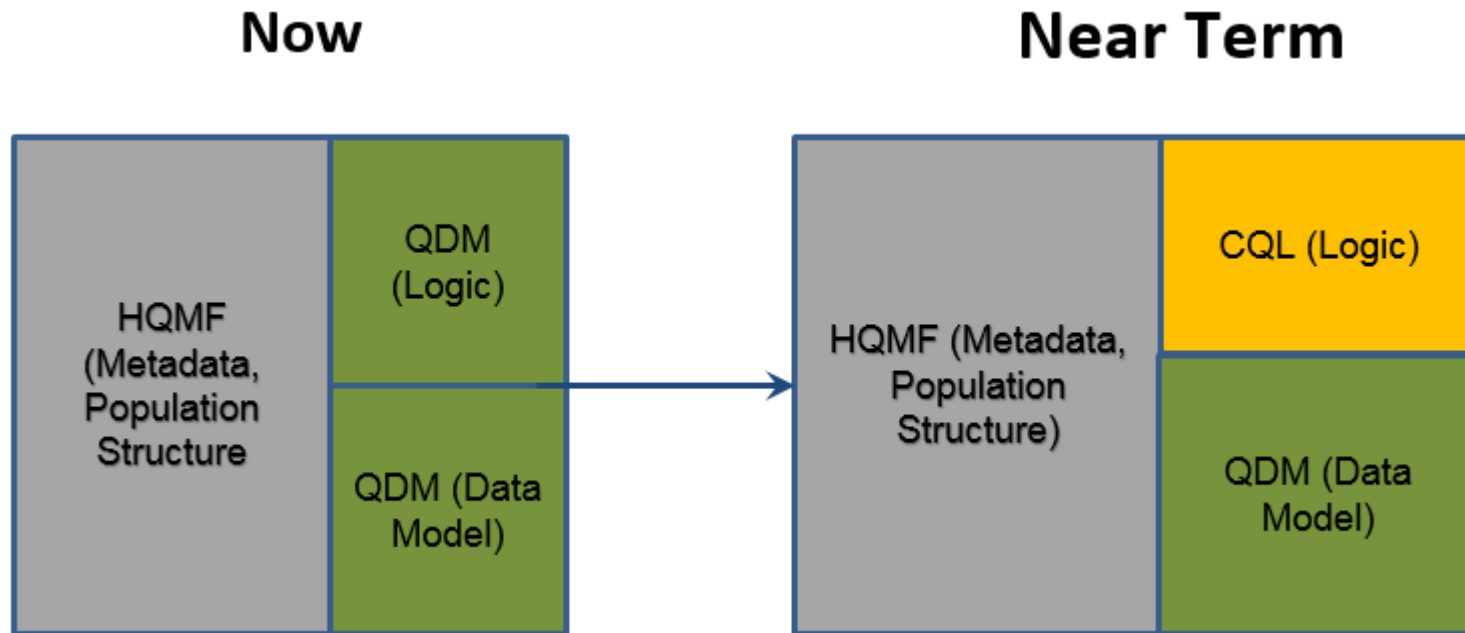 Now
Near Term
HQMF
(Metadata,
Population
Structure
QDM
(Logic)
QDM (Data
Model)
HQMF (Metadata,
Population
Structure)
CQL (Logic)
QDM (Data
Model)